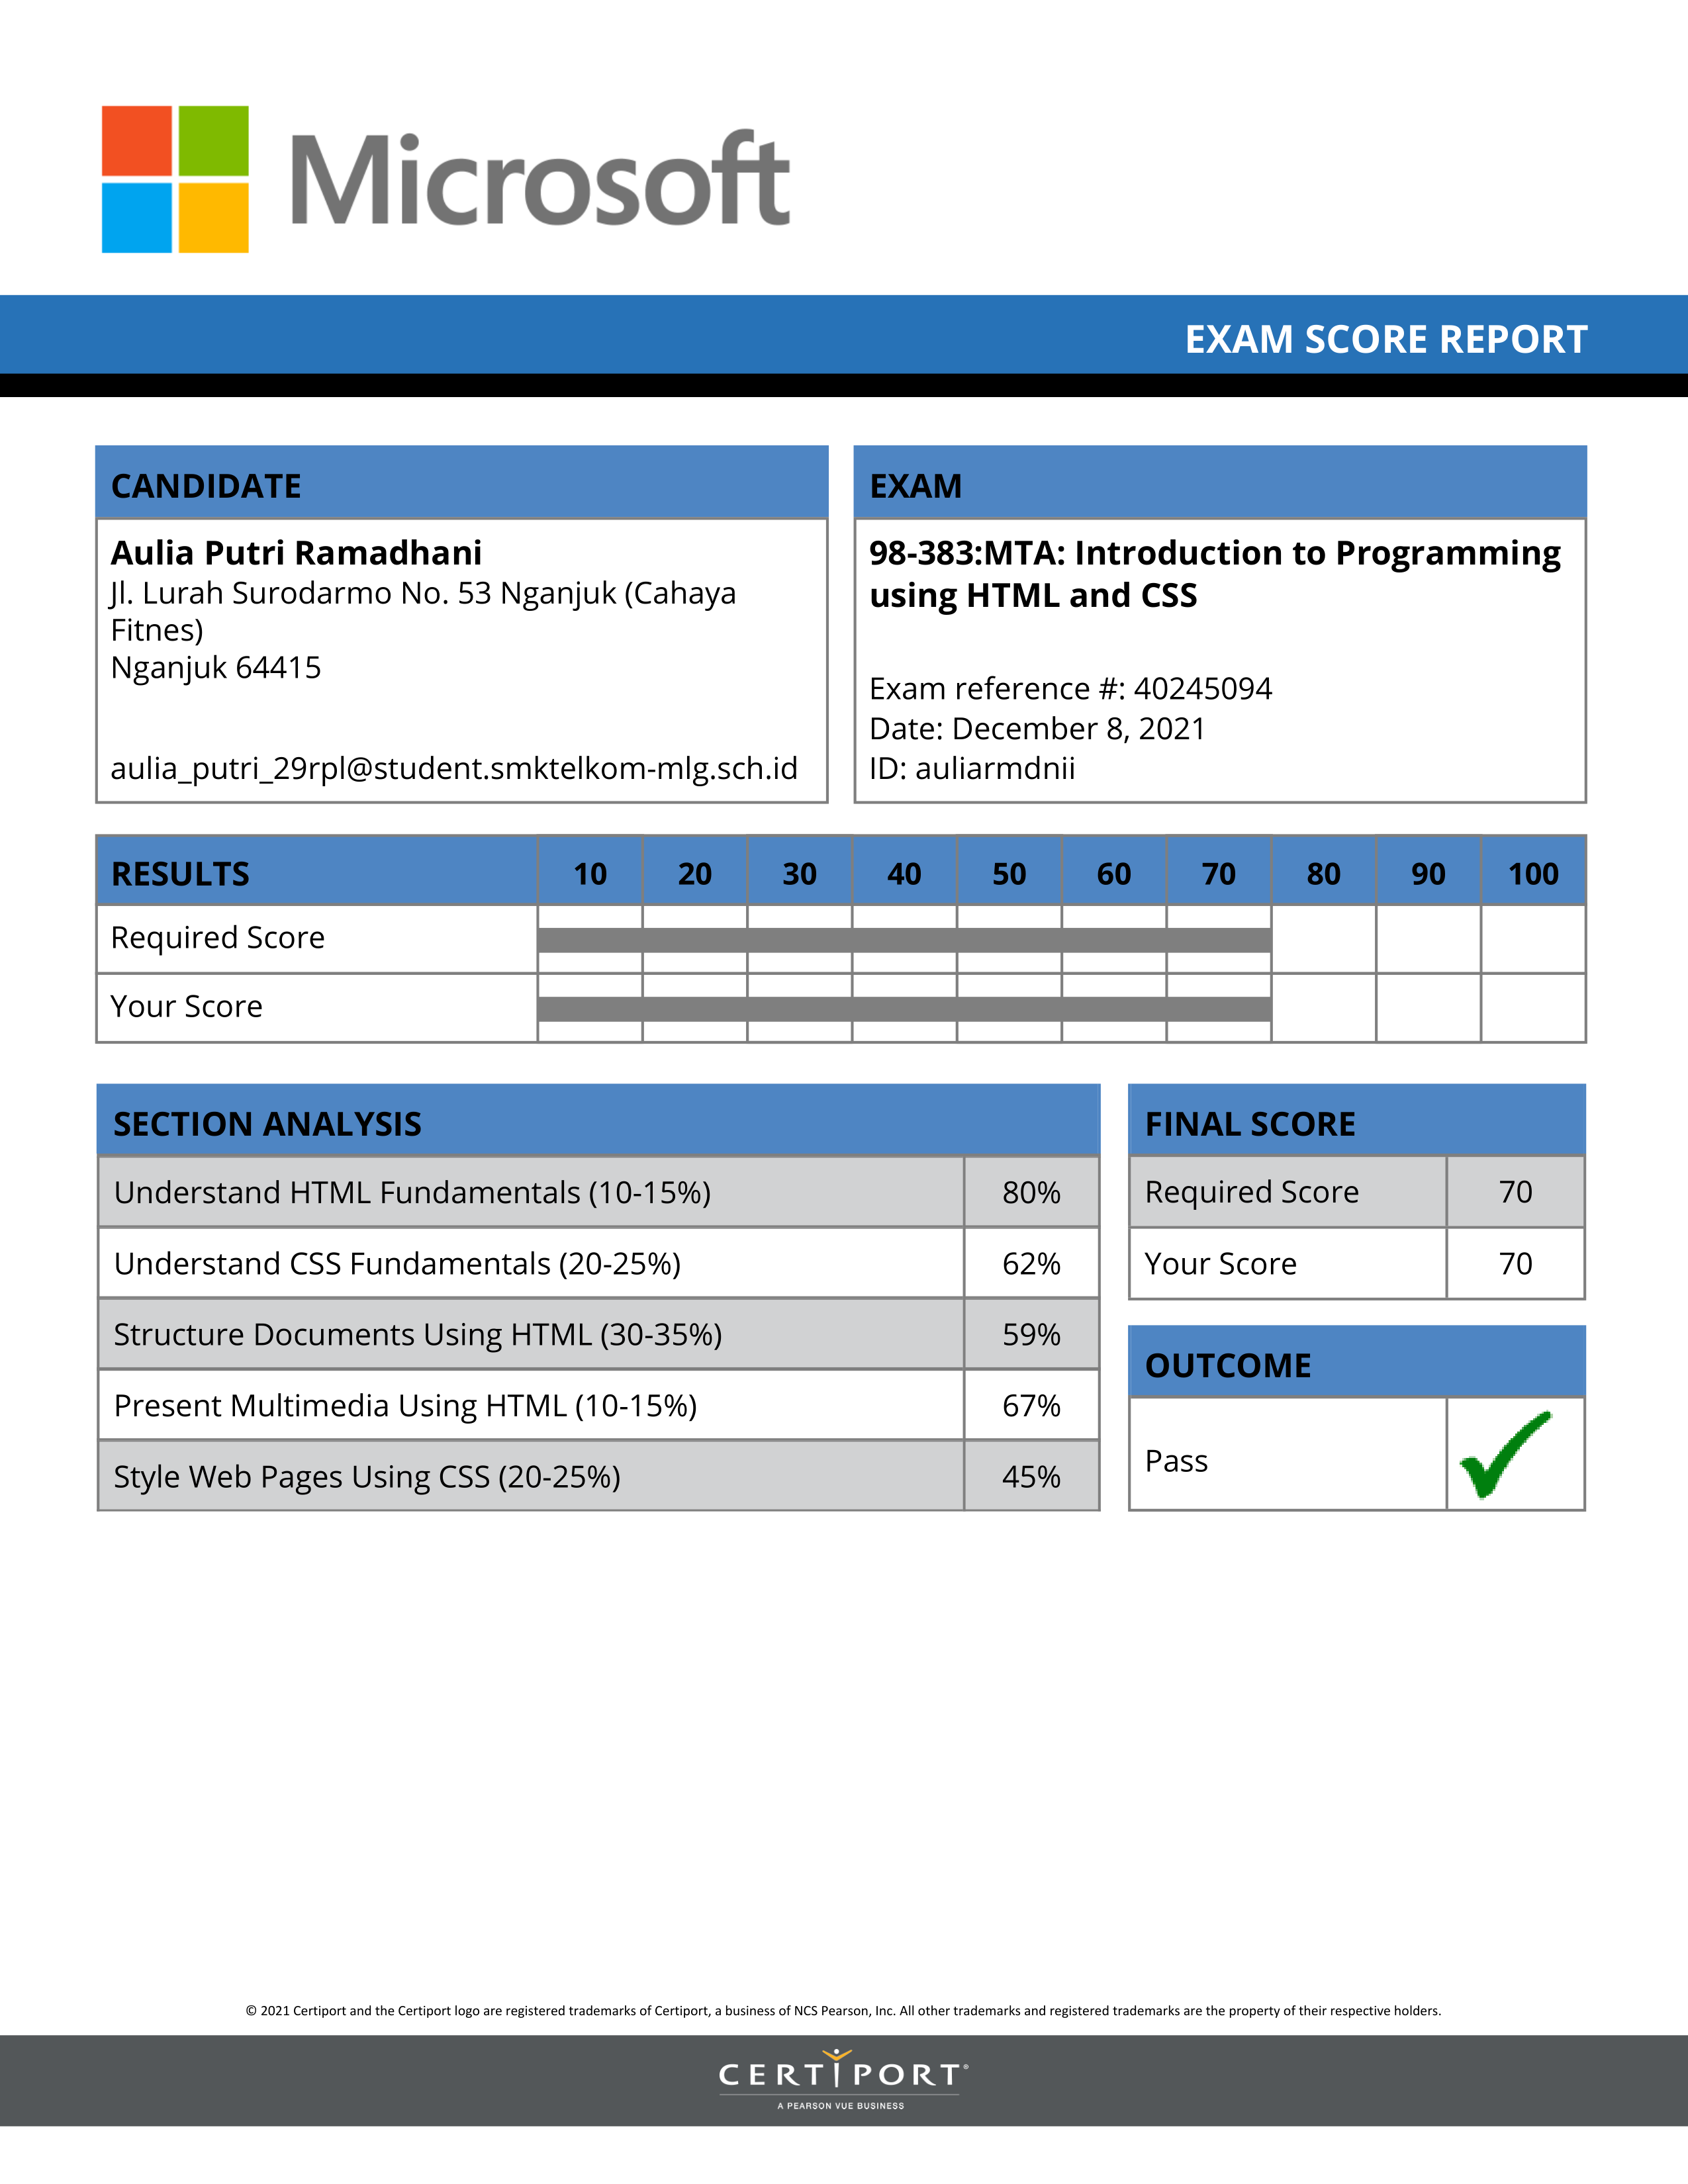 Microsoft
EXAM SCORE REPORT
CANDIDATE
Aulia Putri Ramadhani
Jl. Lurah Surodarmo No. 53 Nganjuk (Cahaya
Fitnes)
Nganjuk 64415
aulia_putri_29rpl@student.smktelkom-mlg.sch.id
EXAM
98-383:MTA: Introduction to Programming
using HTML and CSS
Exam reference #: 40245094
Date: December 8, 2021
ID: auliarmdnii
RESULTS 10 20 30 40 50 60 70 80 90 100
Required Score
Your Score
SECTION ANALYSIS
Understand HTML Fundamentals (10-15%) 80%
Understand CSS Fundamentals (20-25%) 62%
Structure Documents Using HTML (30-35%) 59%
Present Multimedia Using HTML (10-15%) 67%
Style Web Pages Using CSS (20-25%) 45%
FINAL SCORE
Required Score 70
Your Score 70
OUTCOME
Pass
© 2021 Certiport and the Certiport logo are registered trademarks of Certiport, a business of NCS Pearson, Inc. All other trademarks and registered trademarks are the property of their respective holders.
CERTIPORT®
A PEARSON VUE BUSINESS